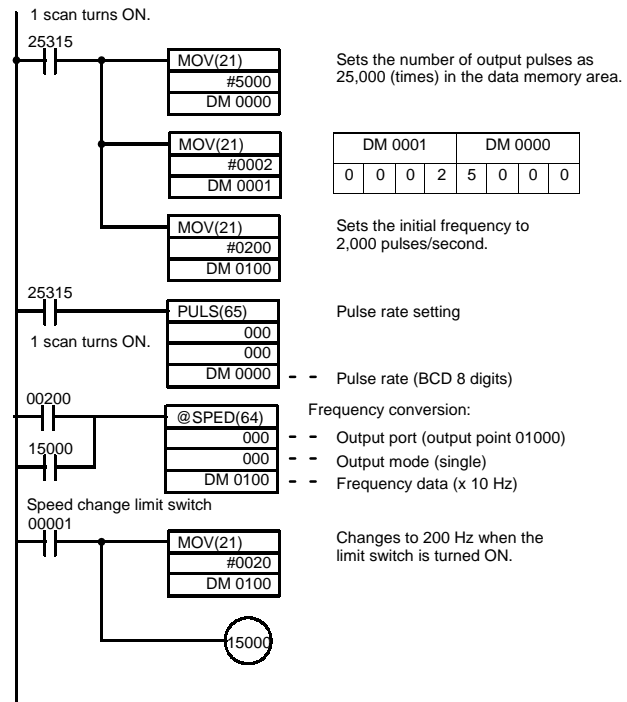 1 scan turns ON.
25315
MOV(21)
#5000
DM 0000
Sets the number of output pulses as
25,000 (times) in the data memory area.
MOV(21)
#0002
DM 0001
DM 0001 DM 0000
0 0 0 2 5 0 0 0
MOV(21)
#0200
DM 0100
Sets the initial frequency to
2,000 pulses/second.
25315
1 scan turns ON.
PULS(65)
000
000
DM 0000
Pulse rate setting
Pulse rate (BCD 8 digits)
00200
15000
@SPED(64)
000
000
DM 0100
Frequency conversion:
Output port (output point 01000)
Output mode (single)
Frequency data (x 10 Hz)
Speed change limit switch
00001
MOV(21)
#0020
DM 0100
Changes to 200 Hz when the
limit switch is turned ON.
15000